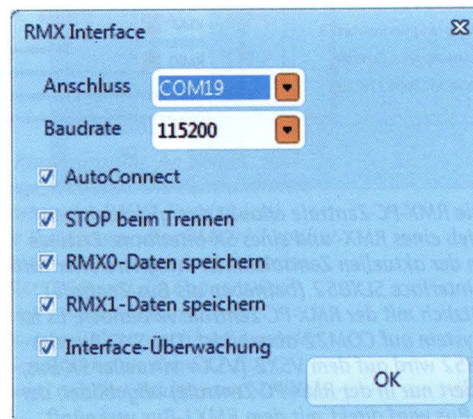 RMX Interface
Anschluss COM19
Baudrate 115200
AutoConnect
STOP beim Trennen
RMX0-Daten speichern
RMX1-Daten speichern
Interface-Überwachung
OK